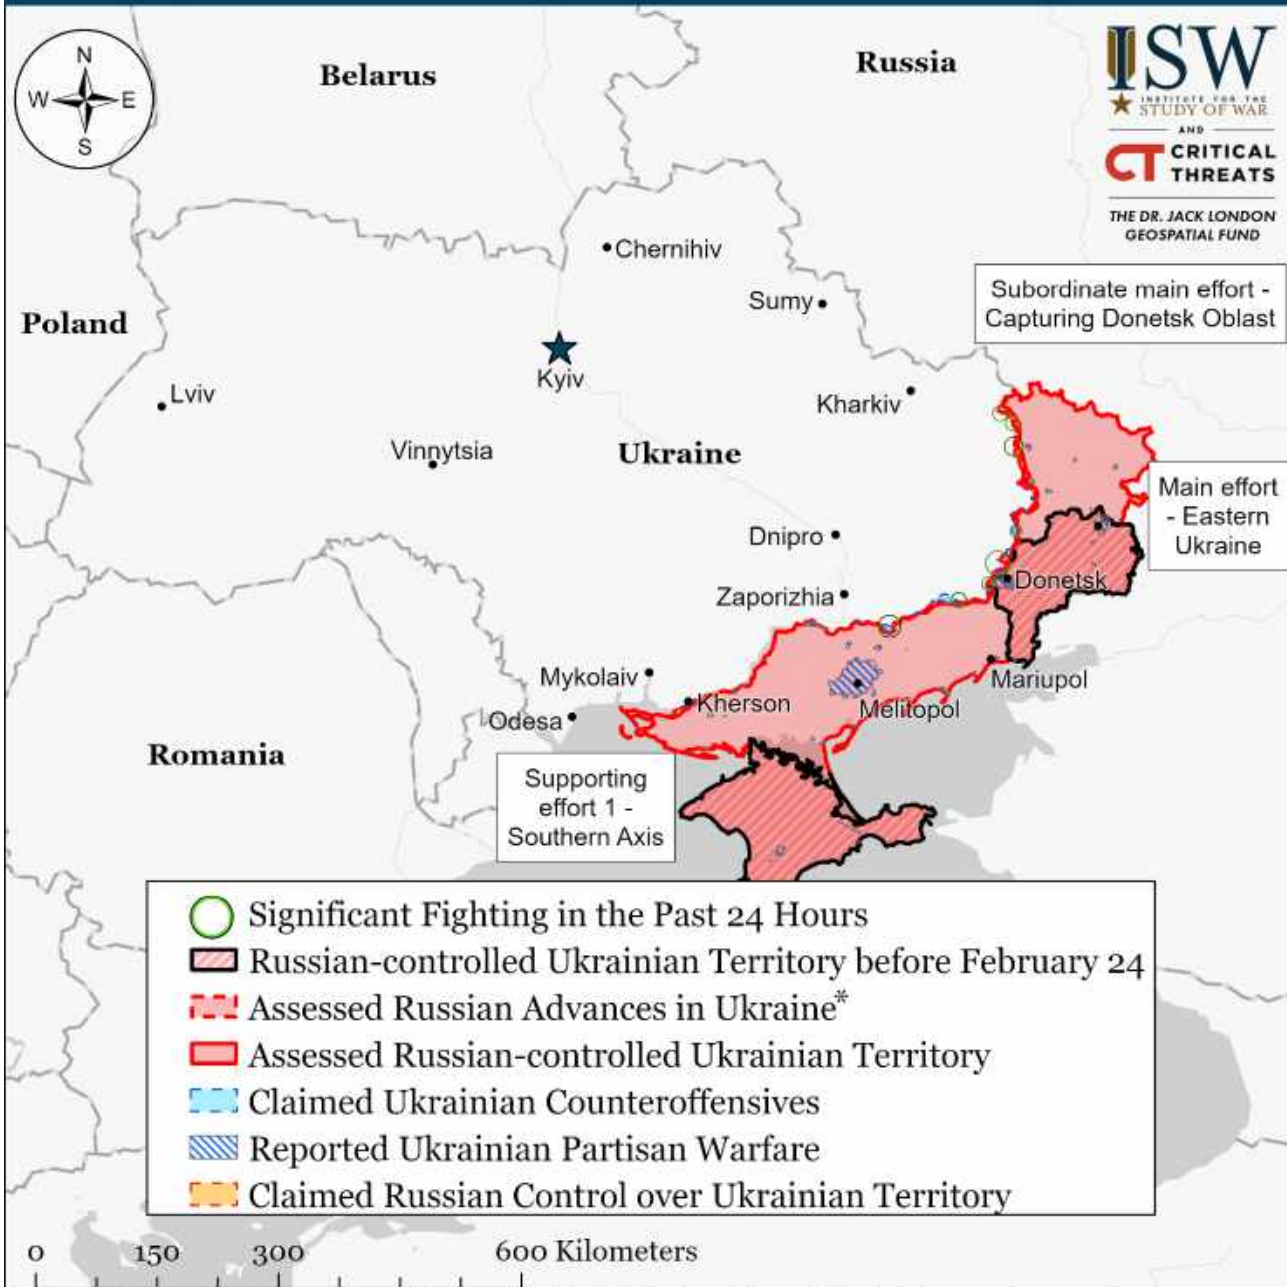 N
W E
S
Belarus
Russia
ISW
INSTITUTE FOR THE
STUDY OF WAR
AND
CT CRITICAL
THREATS
THE DR. JACK LONDON
GEOSPATIAL FUND
Chernihiv
Sumy
Subordinate main effort -
Capturing Donetsk Oblast
Poland
Kyiv
Lviv
Kharkiv
Vinnytsia
Ukraine
Main effort
- Eastern
Ukraine
Dnipro
Donetsk
Zaporizhia
Mykolaiv
Mariupol
Kherson
Melitopol
Odesa
Romania
Supporting
effort 1 -
Southern Axis
Significant Fighting in the Past 24 Hours
Russian-controlled Ukrainian Territory before February 24
Assessed Russian Advances in Ukraine*
Assessed Russian-controlled Ukrainian Territory
Claimed Ukrainian Counteroffensives
Reported Ukrainian Partisan Warfare
Claimed Russian Control over Ukrainian Territory
0 150 300 600 Kilometers